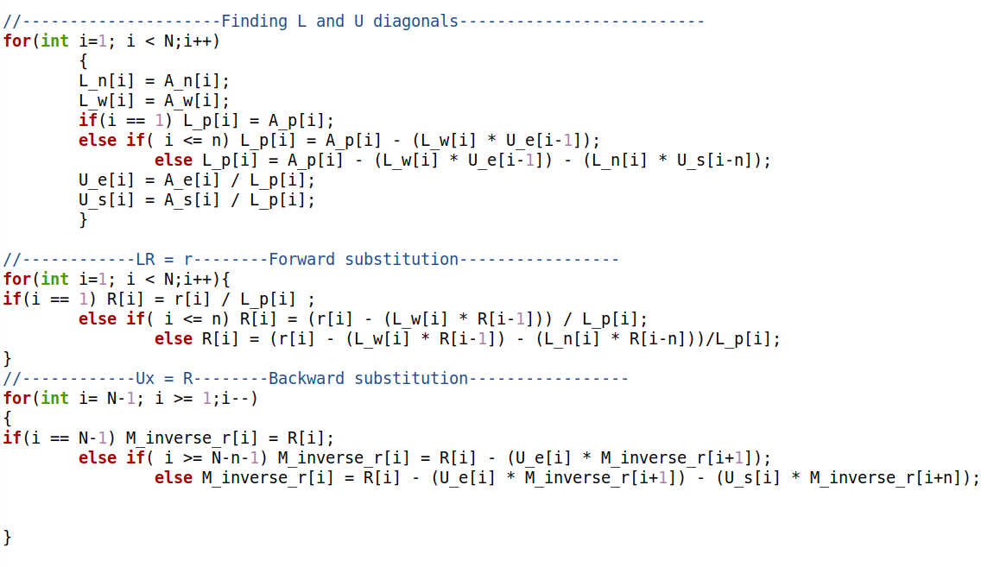 //---------------------Finding L and U diagonals--------------------------
for(int i=1; i < N;i++)
        {
        L_n[i] = A_n[i];
        L_w[i] = A_w[i];
        if(i == 1) L_p[i] = A_p[i];
        else if( i <= n) L_p[i] = A_p[i] - (L_w[i] * U_e[i-1]);
                else L_p[i] = A_p[i] - (L_w[i] * U_e[i-1]) - (L_n[i] * U_s[i-n]);
        U_e[i] = A_e[i] / L_p[i];
        U_s[i] = A_s[i] / L_p[i];
        }

//------------LR = r--------Forward substitution-----------------
for(int i=1; i < N;i++){
if(i == 1) R[i] = r[i] / L_p[i] ;
        else if( i <= n) R[i] = (r[i] - (L_w[i] * R[i-1])) / L_p[i];
                else R[i] = (r[i] - (L_w[i] * R[i-1]) - (L_n[i] * R[i-n]))/L_p[i];
}
//------------Ux = R--------Backward substitution-----------------
for(int i= N-1; i >= 1;i--)
{
if(i == N-1) M_inverse_r[i] = R[i];
        else if( i >= N-n-1) M_inverse_r[i] = R[i] - (U_e[i] * M_inverse_r[i+1]);
                else M_inverse_r[i] = R[i] - (U_e[i] * M_inverse_r[i+1]) - (U_s[i] * M_inverse_r[i+n]);


}